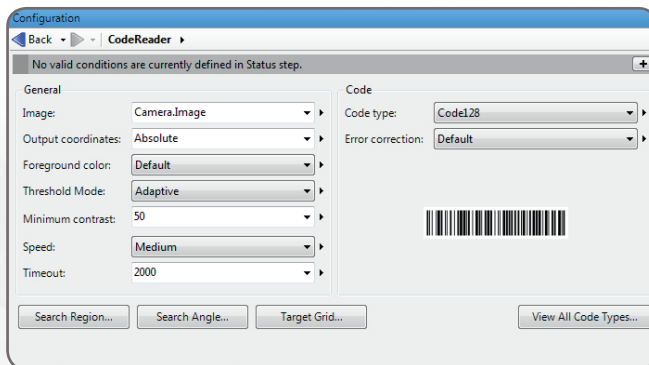 Configuration
Back CodeReader
No valid conditions are currently defined in Status step. +
General
Image: Camera.Image
Output coordinates: Absolute
Foreground color: Default
Threshold Mode: Adaptive
Minimum contrast: 50
Speed: Medium
Timeout: 2000
Code
Code type: Code128
Error correction: Default
Search Region... Search Angle... Target Grid... View All Code Types...